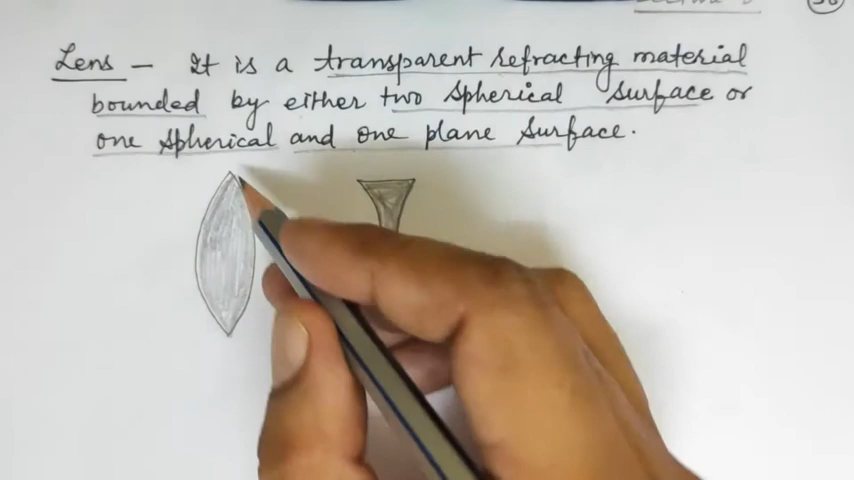 Lens – It is a transparent refracting material
bounded by either two spherical surface or
one spherical and one plane surface.